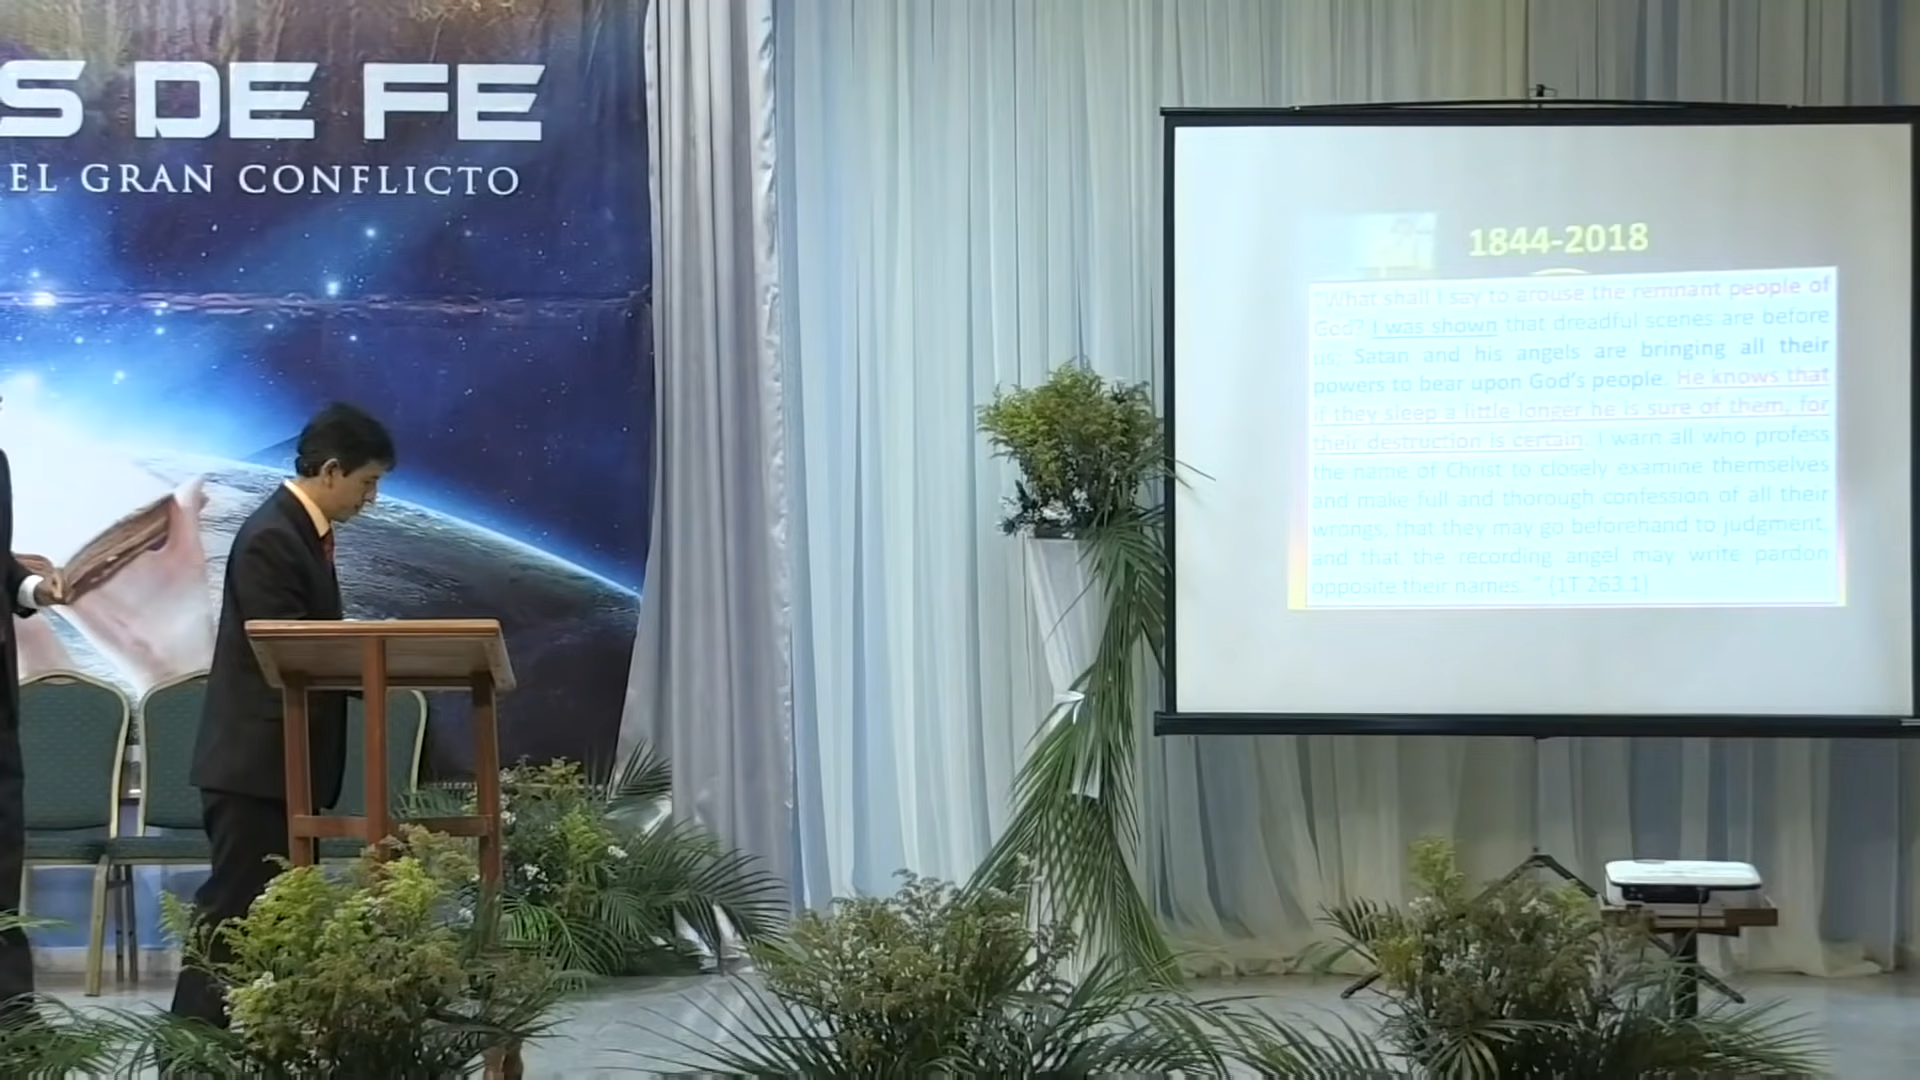 S DE FE
EL GRAN CONFLICTO
1844-2018
"What shall I say to arouse the remnant people of
God? I was shown that dreadful scenes are before
us: Satan and his angels are bringing all their
powers to bear upon God's people. He knows that
if they sleep a little longer he is sure of them, for
their destruction is certain. I warn all who profess
the name of Christ to closely examine themselves
and make full and thorough confession of all their
wrongs, that they may go beforehand to judgment,
and that the recording angel may write pardon
opposite their names. " {1T 263.1}